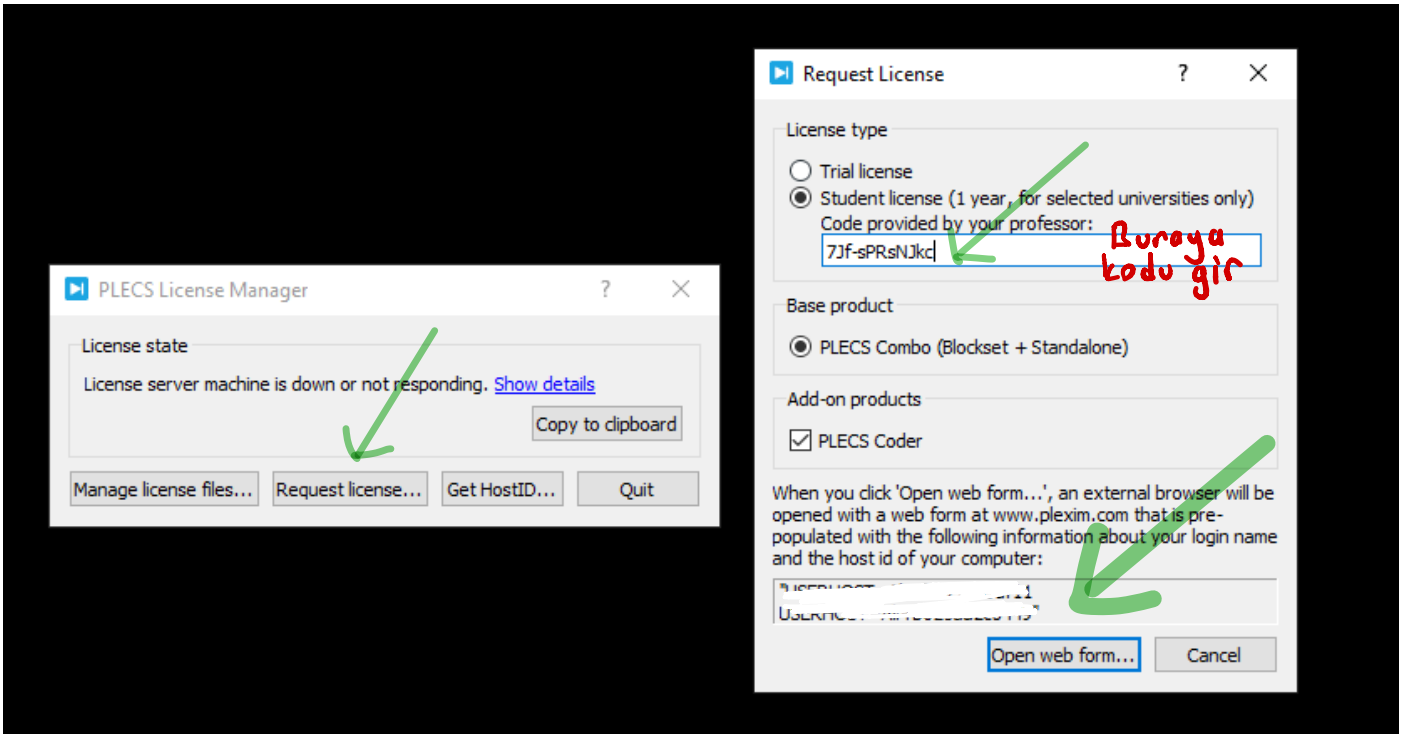 PLECS License Manager
License state
License server machine is down or not responding. Show details
Copy to clipboard
Manage license files...
Request license...
Get HostID...
Quit
Request License
License type
Trial license
Student license (1 year, for selected universities only)
Code provided by your professor:
7Jf-sPRsNJkc
Buraya
kodu gir
Base product
PLECS Combo (Blockset + Standalone)
Add-on products
PLECS Coder
When you click 'Open web form...', an external browser will be
opened with a web form at www.plexim.com that is pre-
populated with the following information about your login name
and the host id of your computer:
Open web form...
Cancel